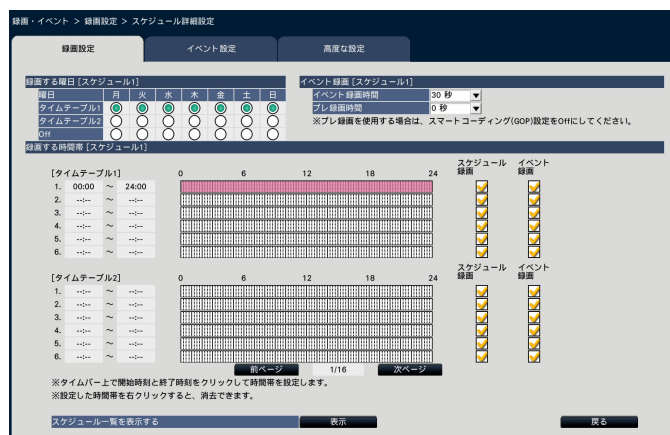 録画・イベント > 録画設定 > スケジュール詳細設定
録画設定 イベント設定 高度な設定
録画する曜日 [スケジュール1] イベント録画 [スケジュール1]
曜日 月 火 水 木 金 土 日 イベント録画時間 30 秒
タイムテーブル1 プレ録画時間 0 秒
タイムテーブル2 ※プレ録画を使用する場合は、スマートコーディング(GOP)設定をOffにしてください。
Off
録画する時間帯 [スケジュール1]
スケジュール録画 イベント録画
[タイムテーブル1] 0 6 12 18 24
1. 00:00 ～ 24:00
2. --:-- ～ --:--
3. --:-- ～ --:--
4. --:-- ～ --:--
5. --:-- ～ --:--
6. --:-- ～ --:--
スケジュール録画 イベント録画
[タイムテーブル2] 0 6 12 18 24
1. --:-- ～ --:--
2. --:-- ～ --:--
3. --:-- ～ --:--
4. --:-- ～ --:--
5. --:-- ～ --:--
6. --:-- ～ --:--
前ページ 1/16 次ページ
※タイムバー上で開始時刻と終了時刻をクリックして時間帯を設定します。
※設定した時間帯を右クリックすると、消去できます。
スケジュール一覧を表示する 表示 戻る